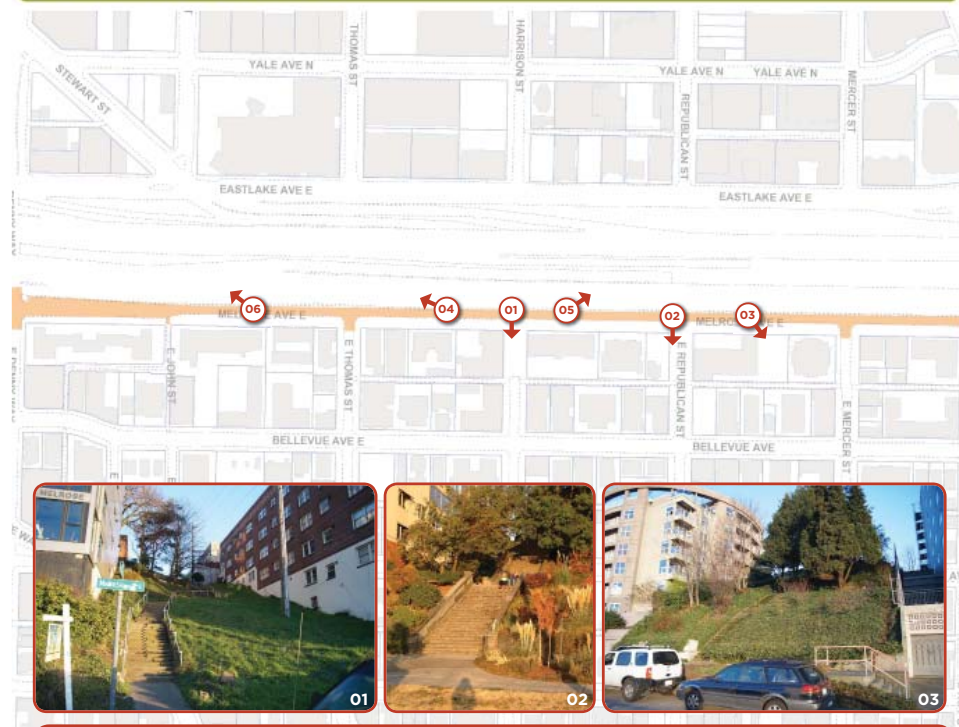 THOMAS ST
HARRISON ST
YALE AVE N
YALE AVE N
YALE AVE N
STEWART ST
REPUBLICAN ST
MERCER ST
EASTLAKE AVE E
EASTLAKE AVE E
06
04
01
05
02
03
MELROSE AVE E
E JOHN ST
E THOMAS ST
E REPUBLICAN ST
E MERCER ST
BELLEVUE AVE E
BELLEVUE AVE
MELROSE
01
02
03